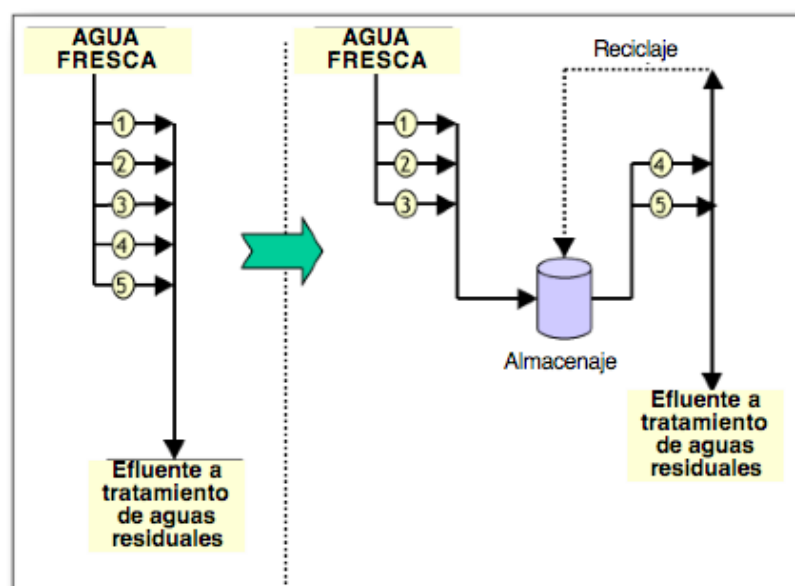 AGUA
FRESCA
1
2
3
4
5
Efluente a
tratamiento
de aguas
residuales
AGUA
FRESCA
1
2
3
Reciclaje
4
5
Almacenaje
Efluente a
tratamiento
de aguas
residuales